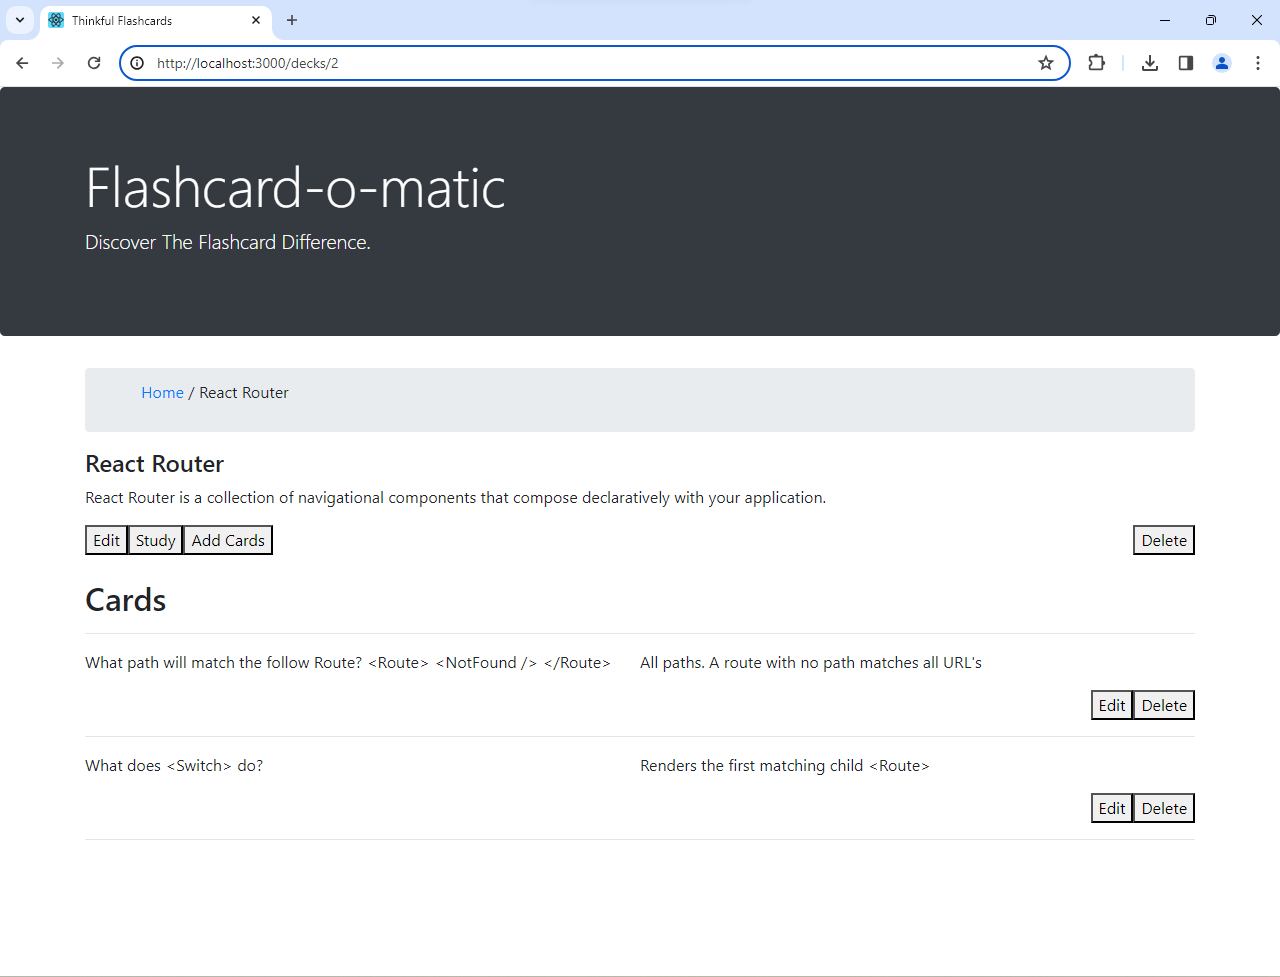 Thinkful Flashcards
http://localhost:3000/decks/2
Flashcard-o-matic
Discover The Flashcard Difference.
Home / React Router
React Router
React Router is a collection of navigational components that compose declaratively with your application.
Edit Study Add Cards Delete
Cards
What path will match the follow Route? <Route> <NotFound /> </Route> All paths. A route with no path matches all URL's
Edit Delete
What does <Switch> do? Renders the first matching child <Route>
Edit Delete